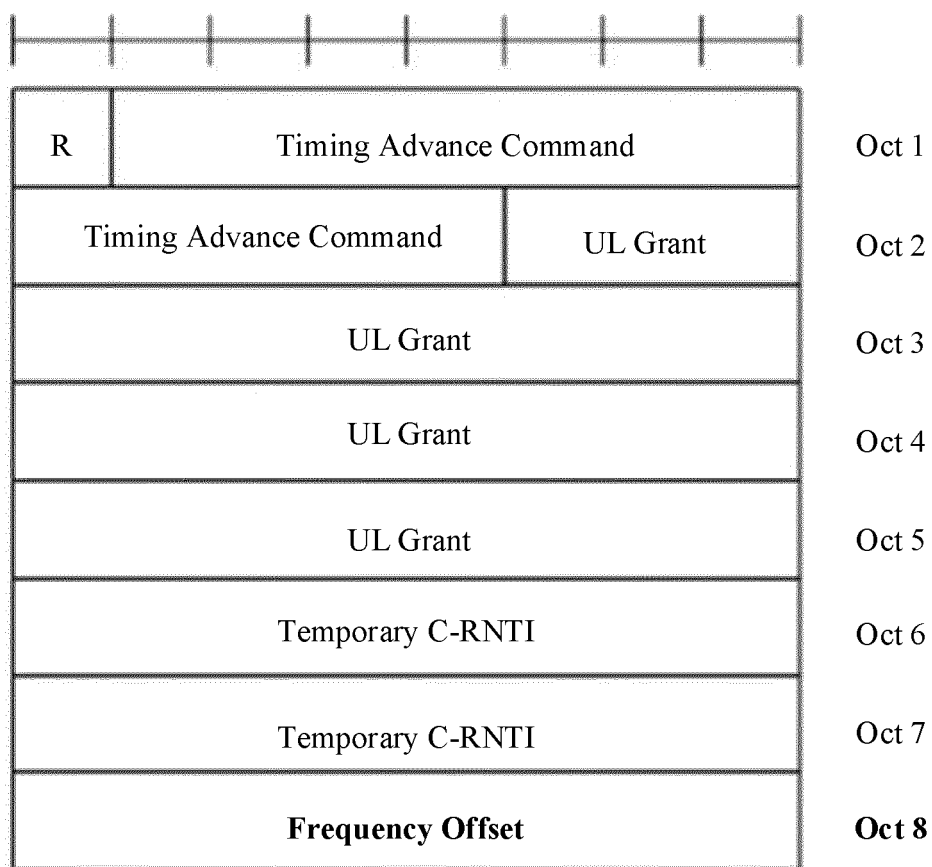 R Timing Advance Command Oct 1
Timing Advance Command UL Grant Oct 2
UL Grant Oct 3
UL Grant Oct 4
UL Grant Oct 5
Temporary C-RNTI Oct 6
Temporary C-RNTI Oct 7
Frequency Offset Oct 8